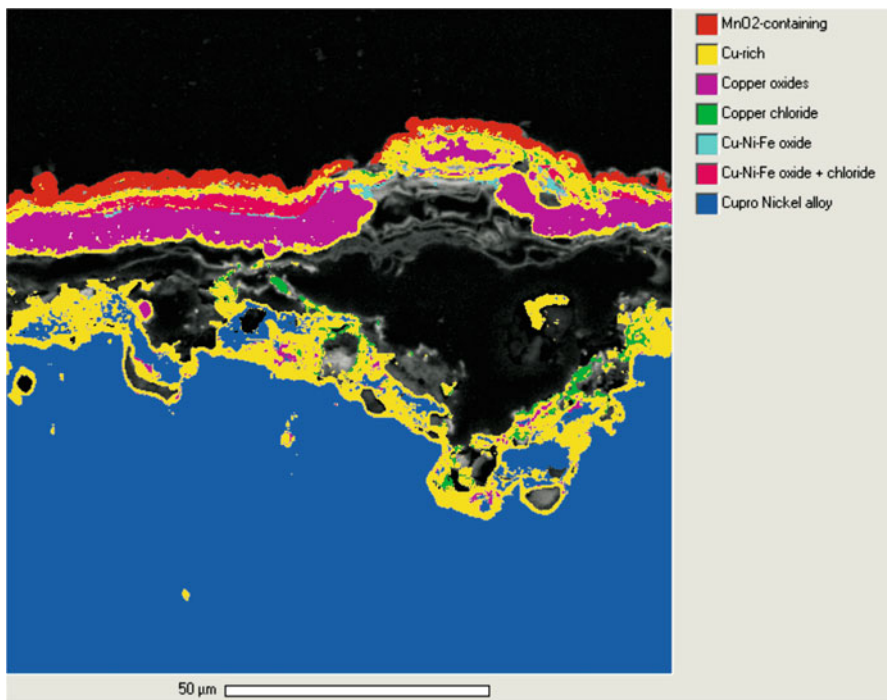 MnO2-containing
Cu-rich
Copper oxides
Copper chloride
Cu-Ni-Fe oxide
Cu-Ni-Fe oxide + chloride
Cupro Nickel alloy
50 µm